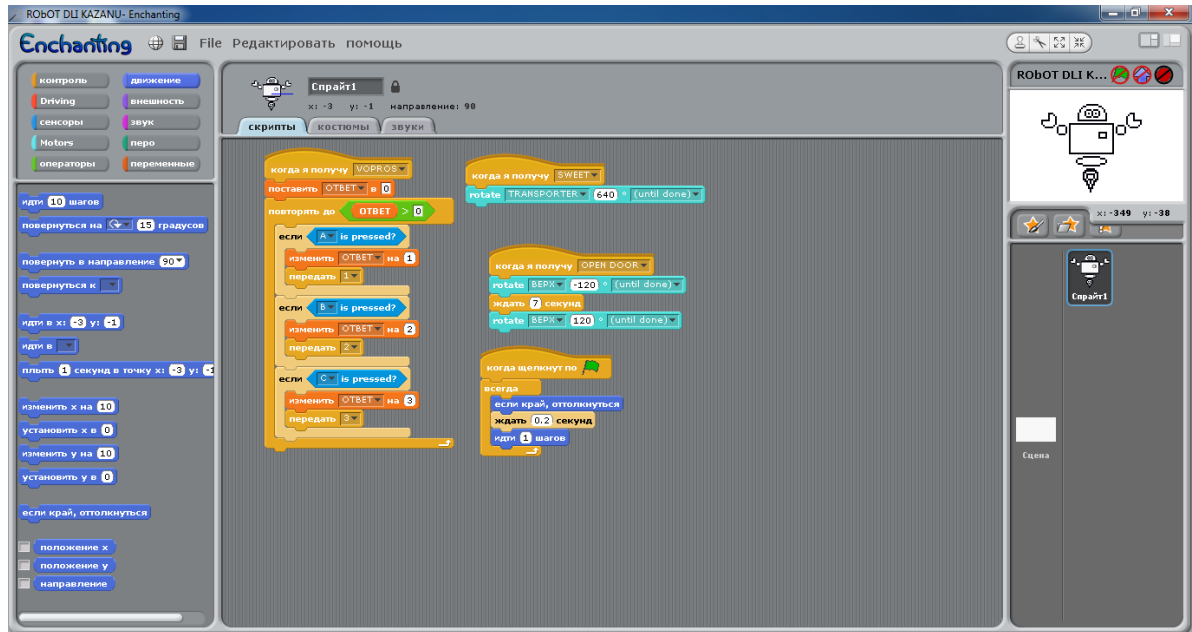 RObOT DLI KAZANU- Enchanting
Enchanting File Редактировать помощь
контроль движение
Driving внешность
сенсоры звук
Motors перо
операторы переменные
идти 10 шагов
повернуться на 15 градусов
повернуть в направление 90
повернуться к
идти в x: -3 y: -1
идти в
плыть 1 секунд в точку x: -3 y: -1
изменить x на 10
установить x в 0
изменить y на 10
установить y в 0
если край, оттолкнуться
положение x
положение y
направление
Спрайт1
x: -3 y: -1 направление: 90
скрипты костюмы звуки
когда я получу VOPROS
поставить ОТВЕТ в 0
повторять до ОТВЕТ > 0
если A is pressed?
изменить ОТВЕТ на 1
передать 1
если B is pressed?
изменить ОТВЕТ на 2
передать 2
если C is pressed?
изменить ОТВЕТ на 3
передать 3
когда я получу SWEET
rotate TRANSPORTER 640 ° (until done)
когда я получу OPEN DOOR
rotate ВЕРХ -120 ° (until done)
ждать 7 секунд
rotate ВЕРХ 120 ° (until done)
когда щелкнут по
всегда
если край, оттолкнуться
ждать 0.2 секунд
идти 1 шагов
RObOT DLI K...
x: -349 y: -38
Спрайт1
Сцена